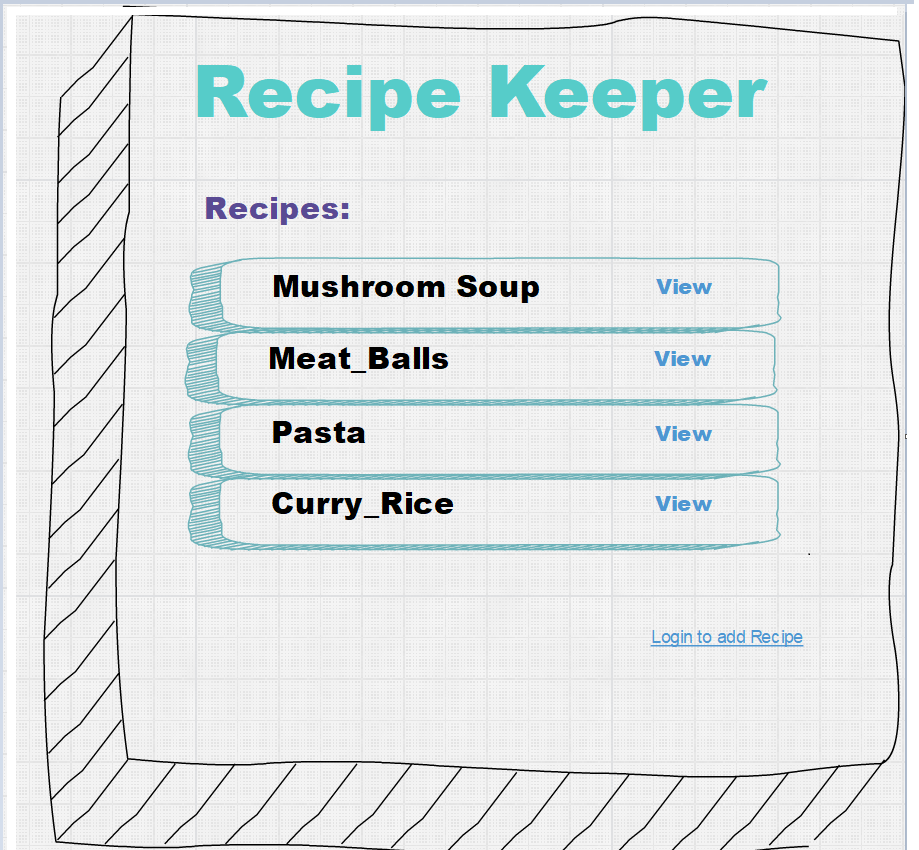 Recipe Keeper
Recipes:
Mushroom Soup View
Meat_Balls View
Pasta View
Curry_Rice View
Login to add Recipe